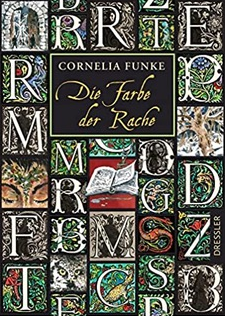 R T E
CORNELIA FUNKE
Die Farbe
der Rache
R
P
M
M
D
F
V
Z
DRESSLER
T